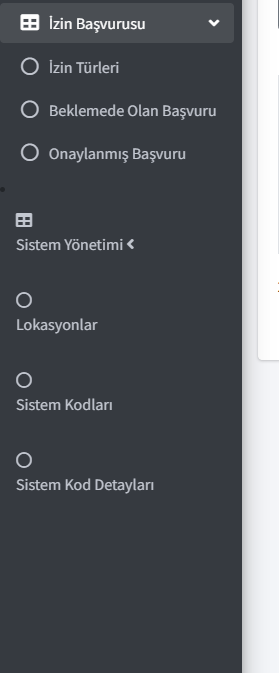 İzin Başvurusu
İzin Türleri
Beklemede Olan Başvuru
Onaylanmış Başvuru
Sistem Yönetimi
Lokasyonlar
Sistem Kodları
Sistem Kod Detayları